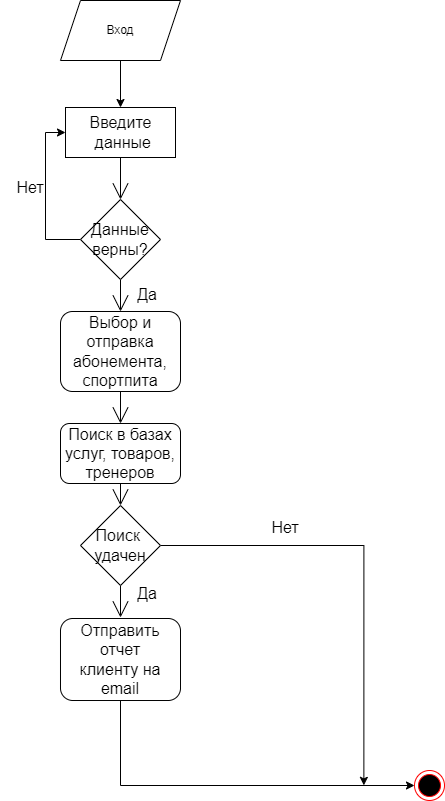 Вход
Введите
данные
Нет
Данные
верны?
Да
Выбор и
отправка
абонемента,
спортпита
Поиск в базах
услуг, товаров,
тренеров
Поиск
удачен
Нет
Да
Отправить
отчет
клиенту на
email